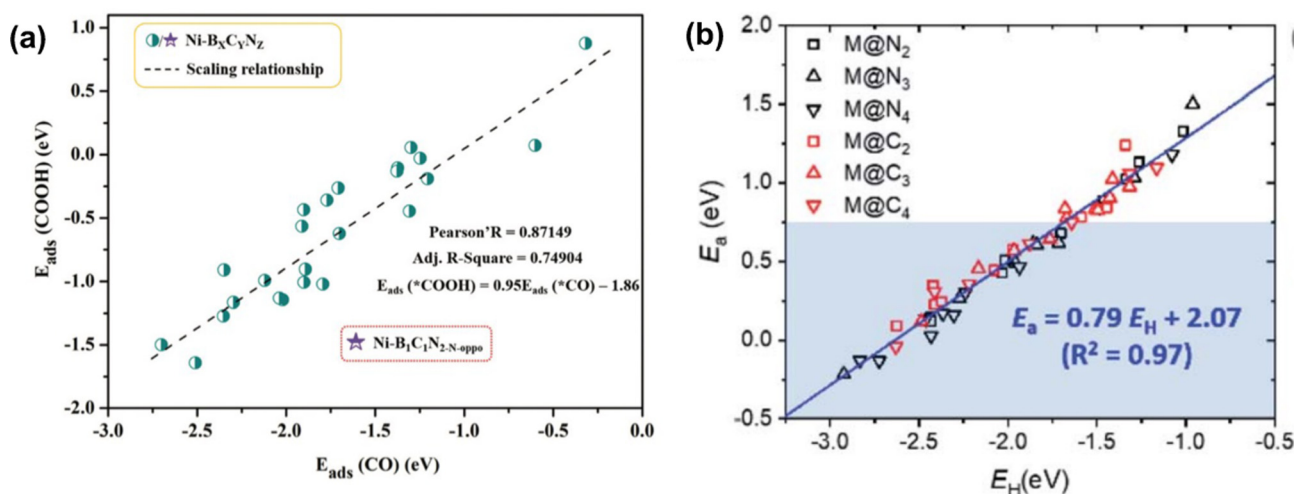 (a)
Ni-BXCYNZ
Scaling relationship
1.0
0.5
0.0
-0.5
-1.0
-1.5
-2.0
Eads (COOH) (eV)
Pearson'R = 0.87149
Adj. R-Square = 0.74904
Eads (*COOH) = 0.95Eads (*CO) – 1.86
Ni-B1C1N2-N-oppo
-3.0 -2.5 -2.0 -1.5 -1.0 -0.5 0.0
Eads (CO) (eV)
(b)
M@N2
M@N3
M@N4
M@C2
M@C3
M@C4
2.0
1.5
1.0
0.5
0.0
-0.5
Ea (eV)
Ea = 0.79 EH + 2.07
(R² = 0.97)
-3.0 -2.5 -2.0 -1.5 -1.0 -0.5
EH(eV)